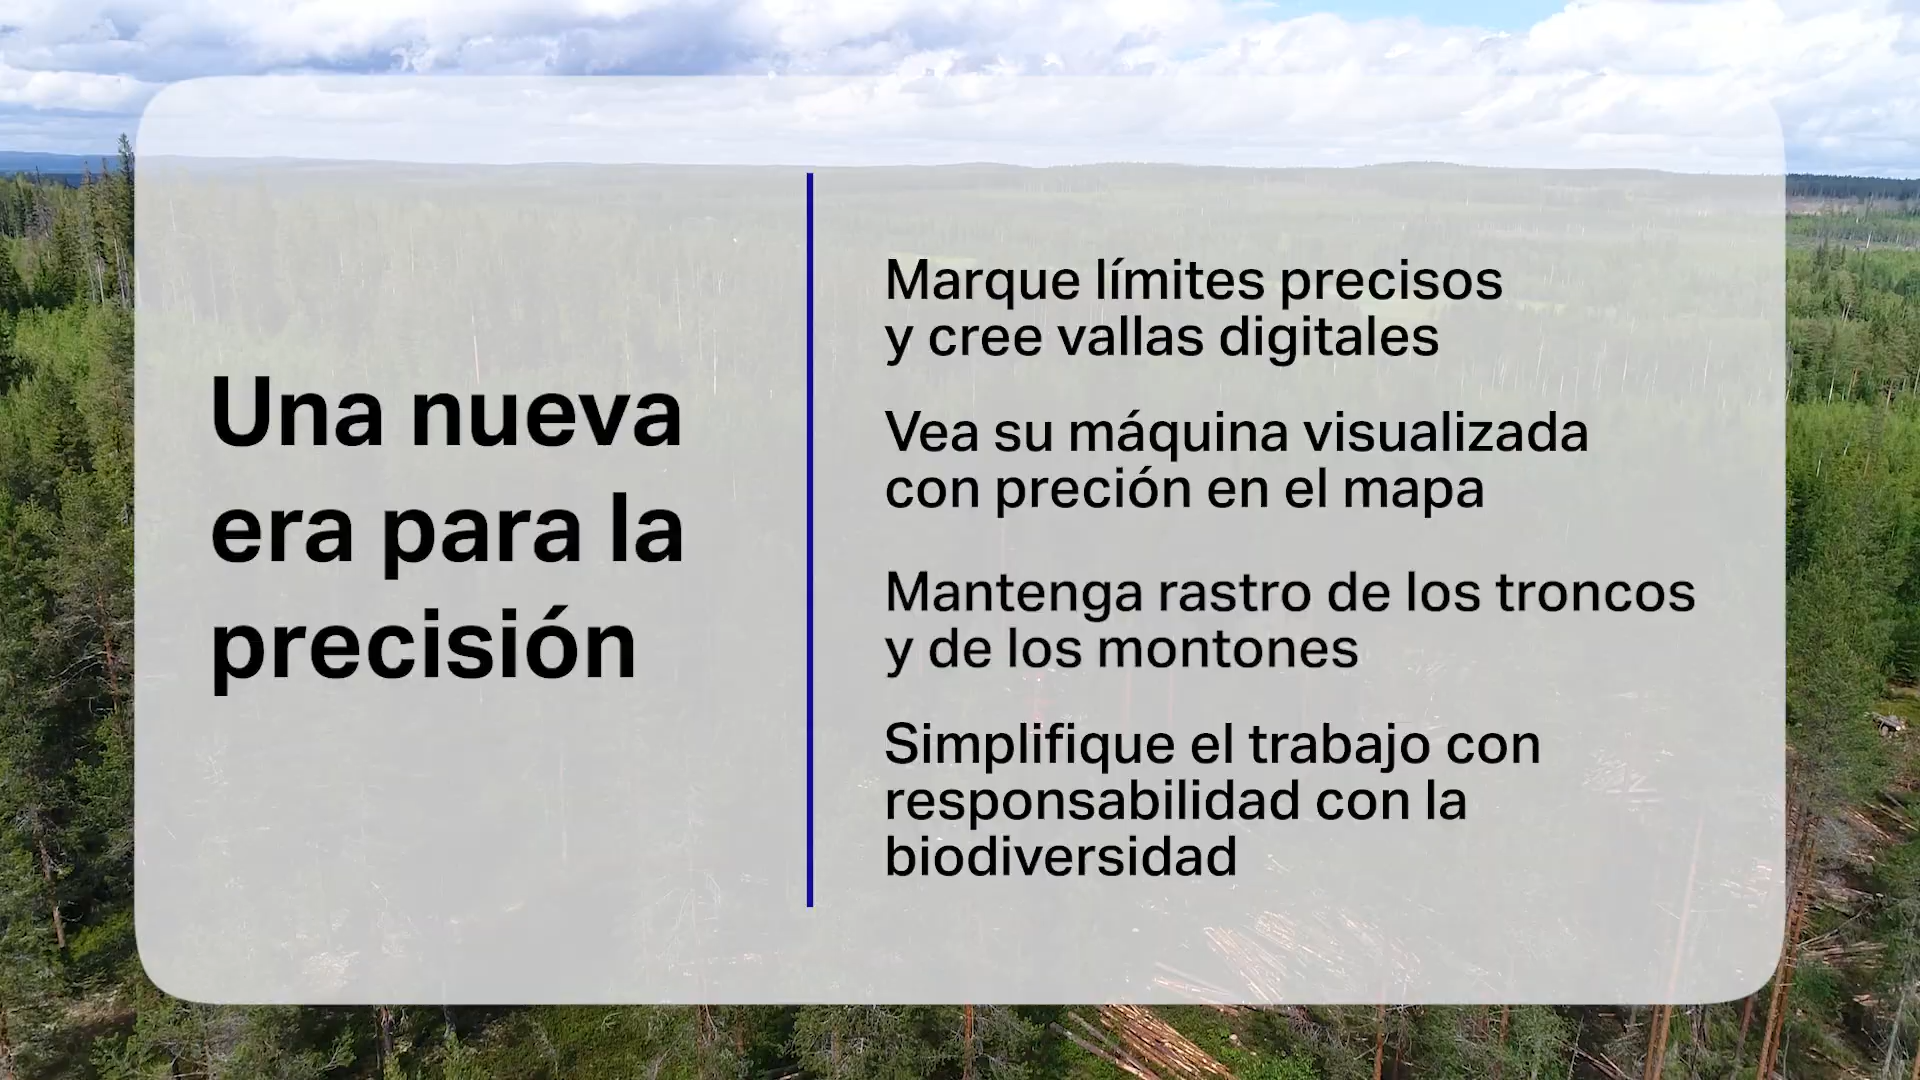 Una nueva
era para la
precisión
Marque límites precisos
y cree vallas digitales
Vea su máquina visualizada
con preción en el mapa
Mantenga rastro de los troncos
y de los montones
Simplifique el trabajo con
responsabilidad con la
biodiversidad